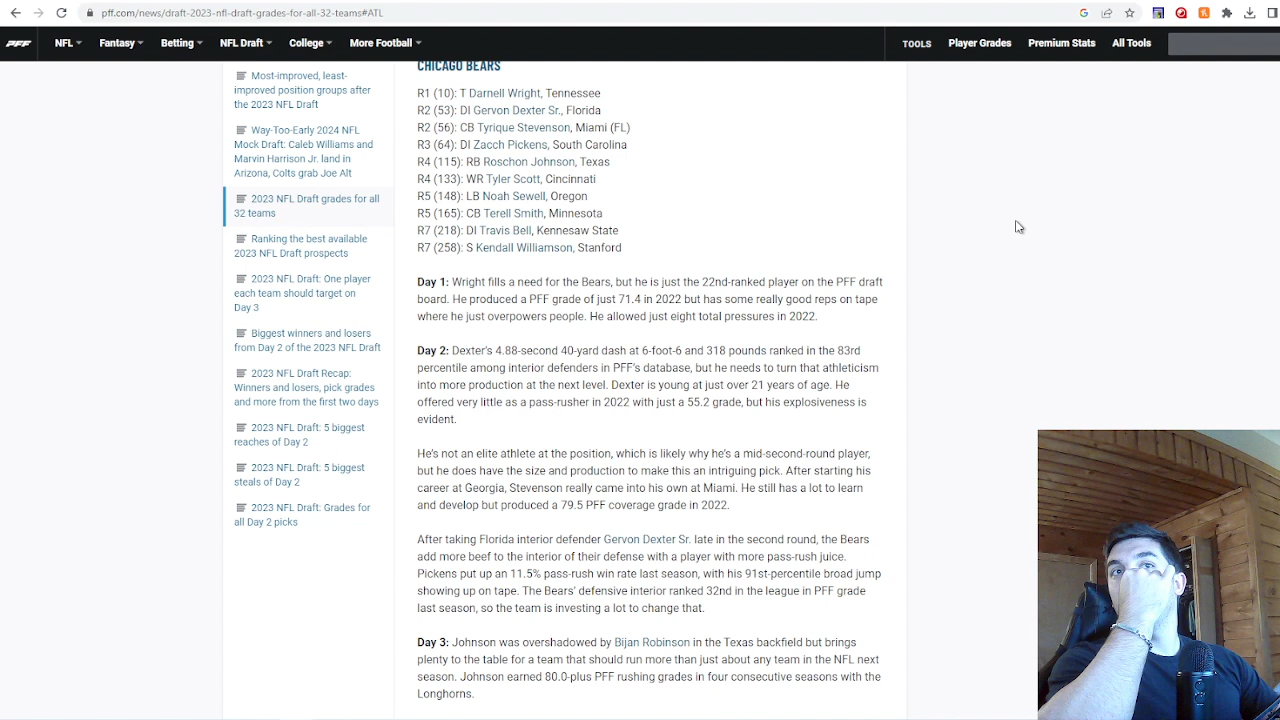 pff.com/news/draft-2023-nfl-draft-grades-for-all-32-teams#ATL
PFF
NFL
Fantasy
Betting
NFL Draft
College
More Football
TOOLS
Player Grades
Premium Stats
All Tools
Most-improved, least-
improved position groups after
the 2023 NFL Draft
Way-Too-Early 2024 NFL
Mock Draft: Caleb Williams and
Marvin Harrison Jr. land in
Arizona, Colts grab Joe Alt
2023 NFL Draft grades for all
32 teams
Ranking the best available
2023 NFL Draft prospects
2023 NFL Draft: One player
each team should target on
Day 3
Biggest winners and losers
from Day 2 of the 2023 NFL Draft
2023 NFL Draft Recap:
Winners and losers, pick grades
and more from the first two days
2023 NFL Draft: 5 biggest
reaches of Day 2
2023 NFL Draft: 5 biggest
steals of Day 2
2023 NFL Draft: Grades for
all Day 2 picks
CHICAGO BEARS
R1 (10): T Darnell Wright, Tennessee
R2 (53): DI Gervon Dexter Sr., Florida
R2 (56): CB Tyrique Stevenson, Miami (FL)
R3 (64): DI Zacch Pickens, South Carolina
R4 (115): RB Roschon Johnson, Texas
R4 (133): WR Tyler Scott, Cincinnati
R5 (148): LB Noah Sewell, Oregon
R5 (165): CB Terell Smith, Minnesota
R7 (218): DI Travis Bell, Kennesaw State
R7 (258): S Kendall Williamson, Stanford
Day 1: Wright fills a need for the Bears, but he is just the 22nd-ranked player on the PFF draft
board. He produced a PFF grade of just 71.4 in 2022 but has some really good reps on tape
where he just overpowers people. He allowed just eight total pressures in 2022.
Day 2: Dexter's 4.88-second 40-yard dash at 6-foot-6 and 318 pounds ranked in the 83rd
percentile among interior defenders in PFF's database, but he needs to turn that athleticism
into more production at the next level. Dexter is young at just over 21 years of age. He
offered very little as a pass-rusher in 2022 with just a 55.2 grade, but his explosiveness is
evident.
He's not an elite athlete at the position, which is likely why he's a mid-second-round player,
but he does have the size and production to make this an intriguing pick. After starting his
career at Georgia, Stevenson really came into his own at Miami. He still has a lot to learn
and develop but produced a 79.5 PFF coverage grade in 2022.
After taking Florida interior defender Gervon Dexter Sr. late in the second round, the Bears
add more beef to the interior of their defense with a player with more pass-rush juice.
Pickens put up an 11.5% pass-rush win rate last season, with his 91st-percentile broad jump
showing up on tape. The Bears' defensive interior ranked 32nd in the league in PFF grade
last season, so the team is investing a lot to change that.
Day 3: Johnson was overshadowed by Bijan Robinson in the Texas backfield but brings
plenty to the table for a team that should run more than just about any team in the NFL next
season. Johnson earned 80.0-plus PFF rushing grades in four consecutive seasons with the
Longhorns.